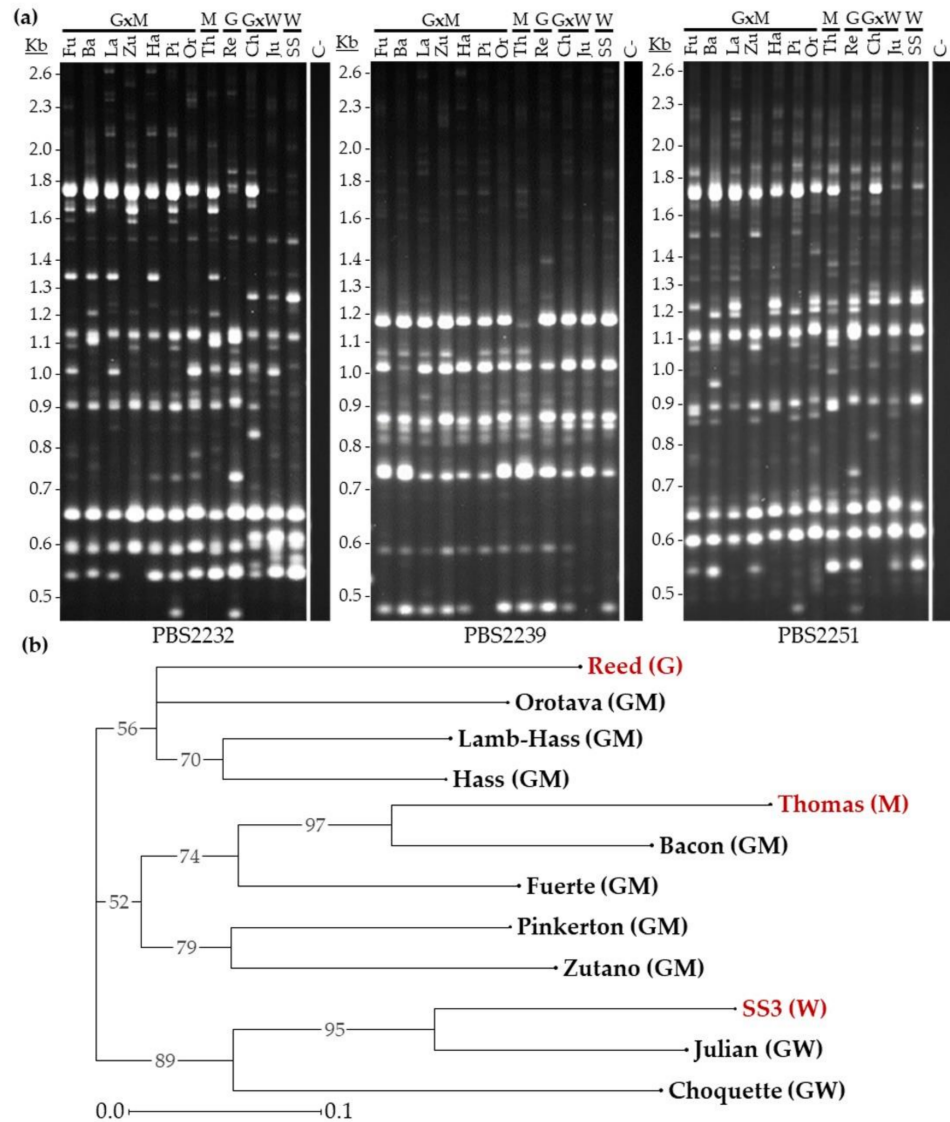 (a)
GxM M G GxW W
Kb Fu Ba La Zu Ha Pi Or Th Re Ch Ju SS C-
2.6
2.3
2.0
1.8
1.6
1.4
1.3
1.2
1.1
1.0
0.9
0.8
0.7
0.6
0.5
PBS2232
GxM M G GxW W
Kb Fu Ba La Zu Ha Pi Or Th Re Ch Ju SS C-
2.6
2.3
2.0
1.8
1.6
1.4
1.3
1.2
1.1
1.0
0.9
0.8
0.7
0.6
0.5
PBS2239
GxM M G GxW W
Kb Fu Ba La Zu Ha Pi Or Th Re Ch Ju SS C-
2.6
2.3
2.0
1.8
1.6
1.4
1.3
1.2
1.1
1.0
0.9
0.8
0.7
0.6
0.5
PBS2251
(b)
Reed (G)
Orotava (GM)
56
Lamb-Hass (GM)
70
Hass (GM)
Thomas (M)
97
Bacon (GM)
74
Fuerte (GM)
52
Pinkerton (GM)
79
Zutano (GM)
SS3 (W)
95
Julian (GW)
89
Choquette (GW)
0.0 0.1